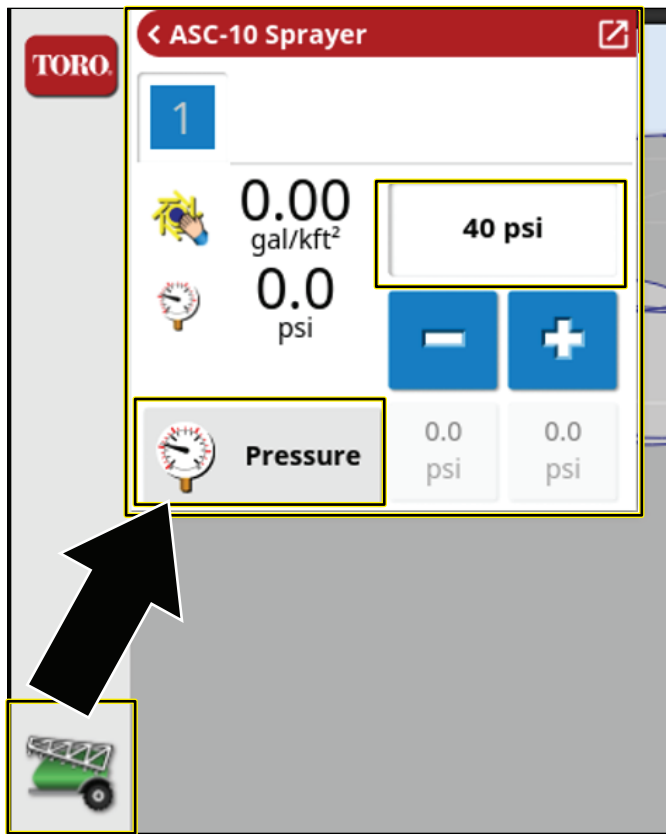 < ASC-10 Sprayer
TORO.
1
0.00
gal/kft²
40 psi
0.0
psi
Pressure
0.0
psi
0.0
psi